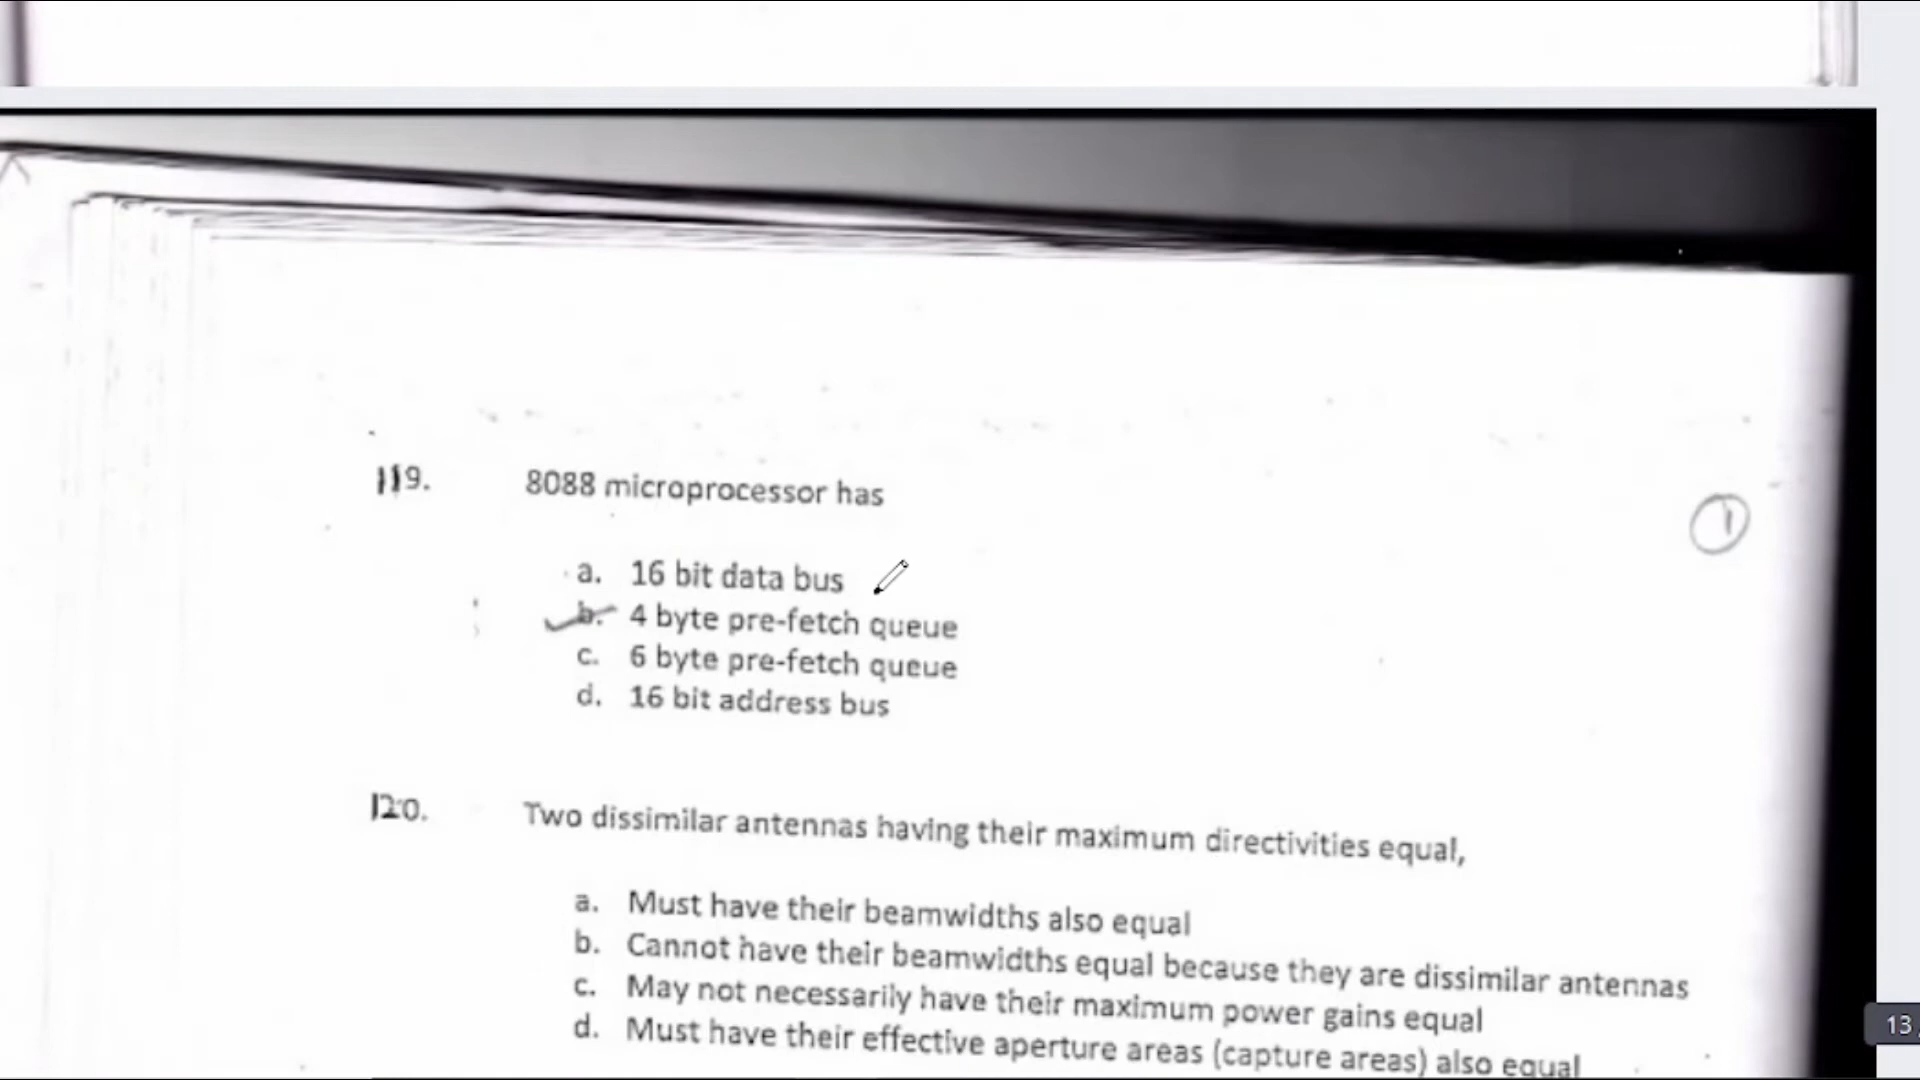 119. 8088 microprocessor has
1
a. 16 bit data bus
b. 4 byte pre-fetch queue
c. 6 byte pre-fetch queue
d. 16 bit address bus
120. Two dissimilar antennas having their maximum directivities equal,
a. Must have their beamwidths also equal
b. Cannot have their beamwidths equal because they are dissimilar antennas
c. May not necessarily have their maximum power gains equal
d. Must have their effective aperture areas (capture areas) also equal
13